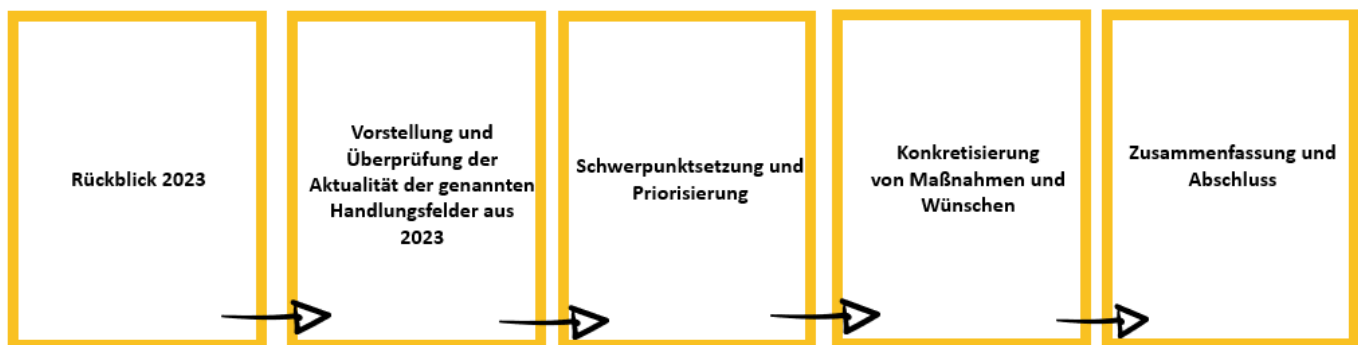 Rückblick 2023
Vorstellung und
Überprüfung der
Aktualität der genannten
Handlungsfelder aus
2023
Schwerpunktsetzung und
Priorisierung
Konkretisierung
von Maßnahmen und
Wünschen
Zusammenfassung und
Abschluss